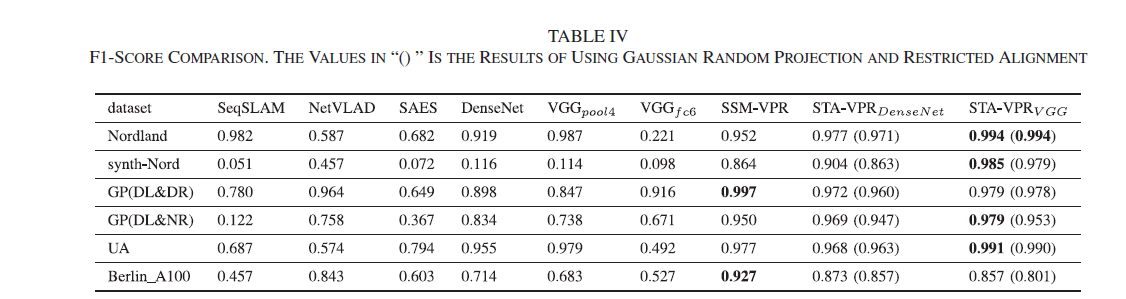 TABLE IV
F1-SCORE COMPARISON. THE VALUES IN “() ” IS THE RESULTS OF USING GAUSSIAN RANDOM PROJECTION AND RESTRICTED ALIGNMENT
dataset SeqSLAM NetVLAD SAES DenseNet VGGpool4 VGGfc6 SSM-VPR STA-VPRDenseNet STA-VPRVGG
Nordland 0.982 0.587 0.682 0.919 0.987 0.221 0.952 0.977 (0.971) 0.994 (0.994)
synth-Nord 0.051 0.457 0.072 0.116 0.114 0.098 0.864 0.904 (0.863) 0.985 (0.979)
GP(DL&DR) 0.780 0.964 0.649 0.898 0.847 0.916 0.997 0.972 (0.960) 0.979 (0.978)
GP(DL&NR) 0.122 0.758 0.367 0.834 0.738 0.671 0.950 0.969 (0.947) 0.979 (0.953)
UA 0.687 0.574 0.794 0.955 0.979 0.492 0.977 0.968 (0.963) 0.991 (0.990)
Berlin_A100 0.457 0.843 0.603 0.714 0.683 0.527 0.927 0.873 (0.857) 0.857 (0.801)